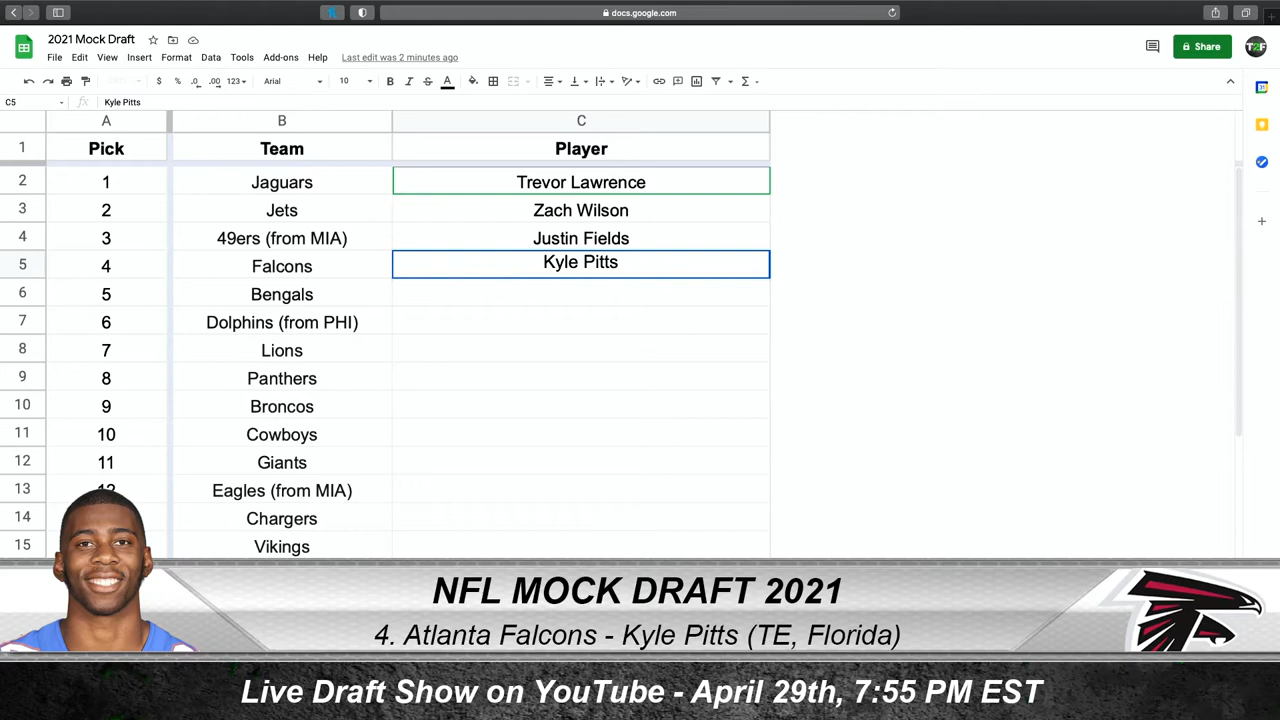 docs.google.com
2021 Mock Draft
Share
T2F
File Edit View Insert Format Data Tools Add-ons Help Last edit was 2 minutes ago
$ % .0 .00 123 Arial 10 B I S A
C5 fx Kyle Pitts
A B C
1 Pick Team Player
2 1 Jaguars Trevor Lawrence
3 2 Jets Zach Wilson
4 3 49ers (from MIA) Justin Fields
5 4 Falcons Kyle Pitts
6 5 Bengals
7 6 Dolphins (from PHI)
8 7 Lions
9 8 Panthers
10 9 Broncos
11 10 Cowboys
12 11 Giants
13 12 Eagles (from MIA)
14 Chargers
15 Vikings
NFL MOCK DRAFT 2021
4. Atlanta Falcons - Kyle Pitts (TE, Florida)
Live Draft Show on YouTube - April 29th, 7:55 PM EST